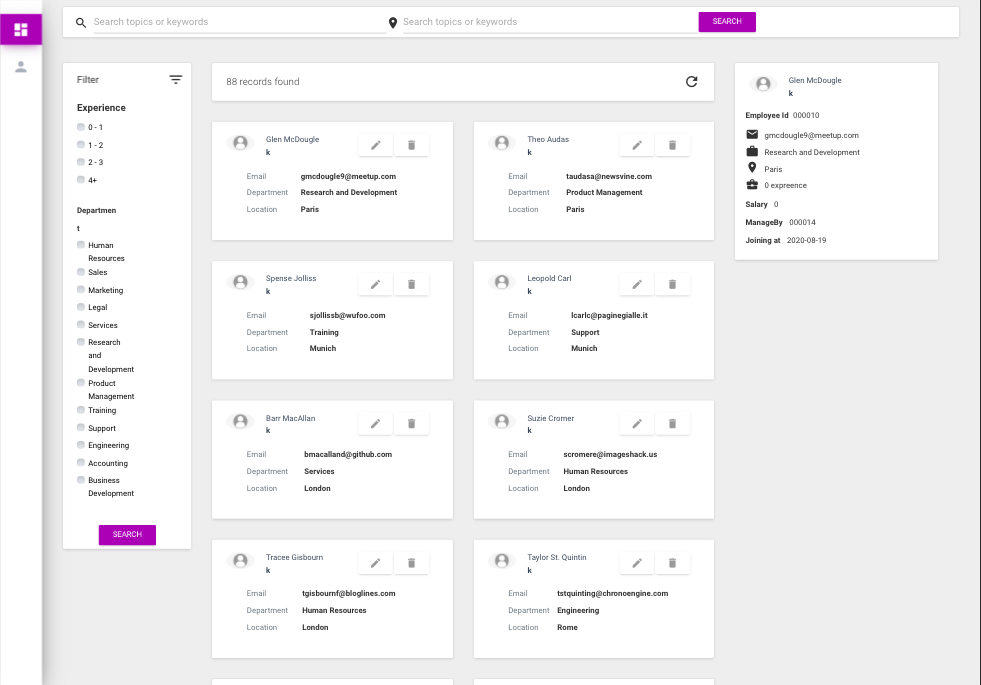 Search topics or keywords
Search topics or keywords
SEARCH
Filter
Experience
0 - 1
1 - 2
2 - 3
4+
Departmen
t
Human
Resources
Sales
Marketing
Legal
Services
Research
and
Development
Product
Management
Training
Support
Engineering
Accounting
Business
Development
SEARCH
88 records found
Glen McDougle
k
Email gmcdougle9@meetup.com
Department Research and Development
Location Paris
Theo Audas
k
Email taudasa@newsvine.com
Department Product Management
Location Paris
Spense Jolliss
k
Email sjollissb@wufoo.com
Department Training
Location Munich
Leopold Carl
k
Email lcarlc@paginegialle.it
Department Support
Location Munich
Barr MacAllan
k
Email bmacalland@github.com
Department Services
Location London
Suzie Cromer
k
Email scromere@imageshack.us
Department Human Resources
Location London
Tracee Gisbourn
k
Email tgisbournf@bloglines.com
Department Human Resources
Location London
Taylor St. Quintin
k
Email tstquinting@chronoengine.com
Department Engineering
Location Rome
Glen McDougle
k
Employee Id 000010
gmcdougle9@meetup.com
Research and Development
Paris
0 expreence
Salary 0
ManageBy 000014
Joining at 2020-08-19